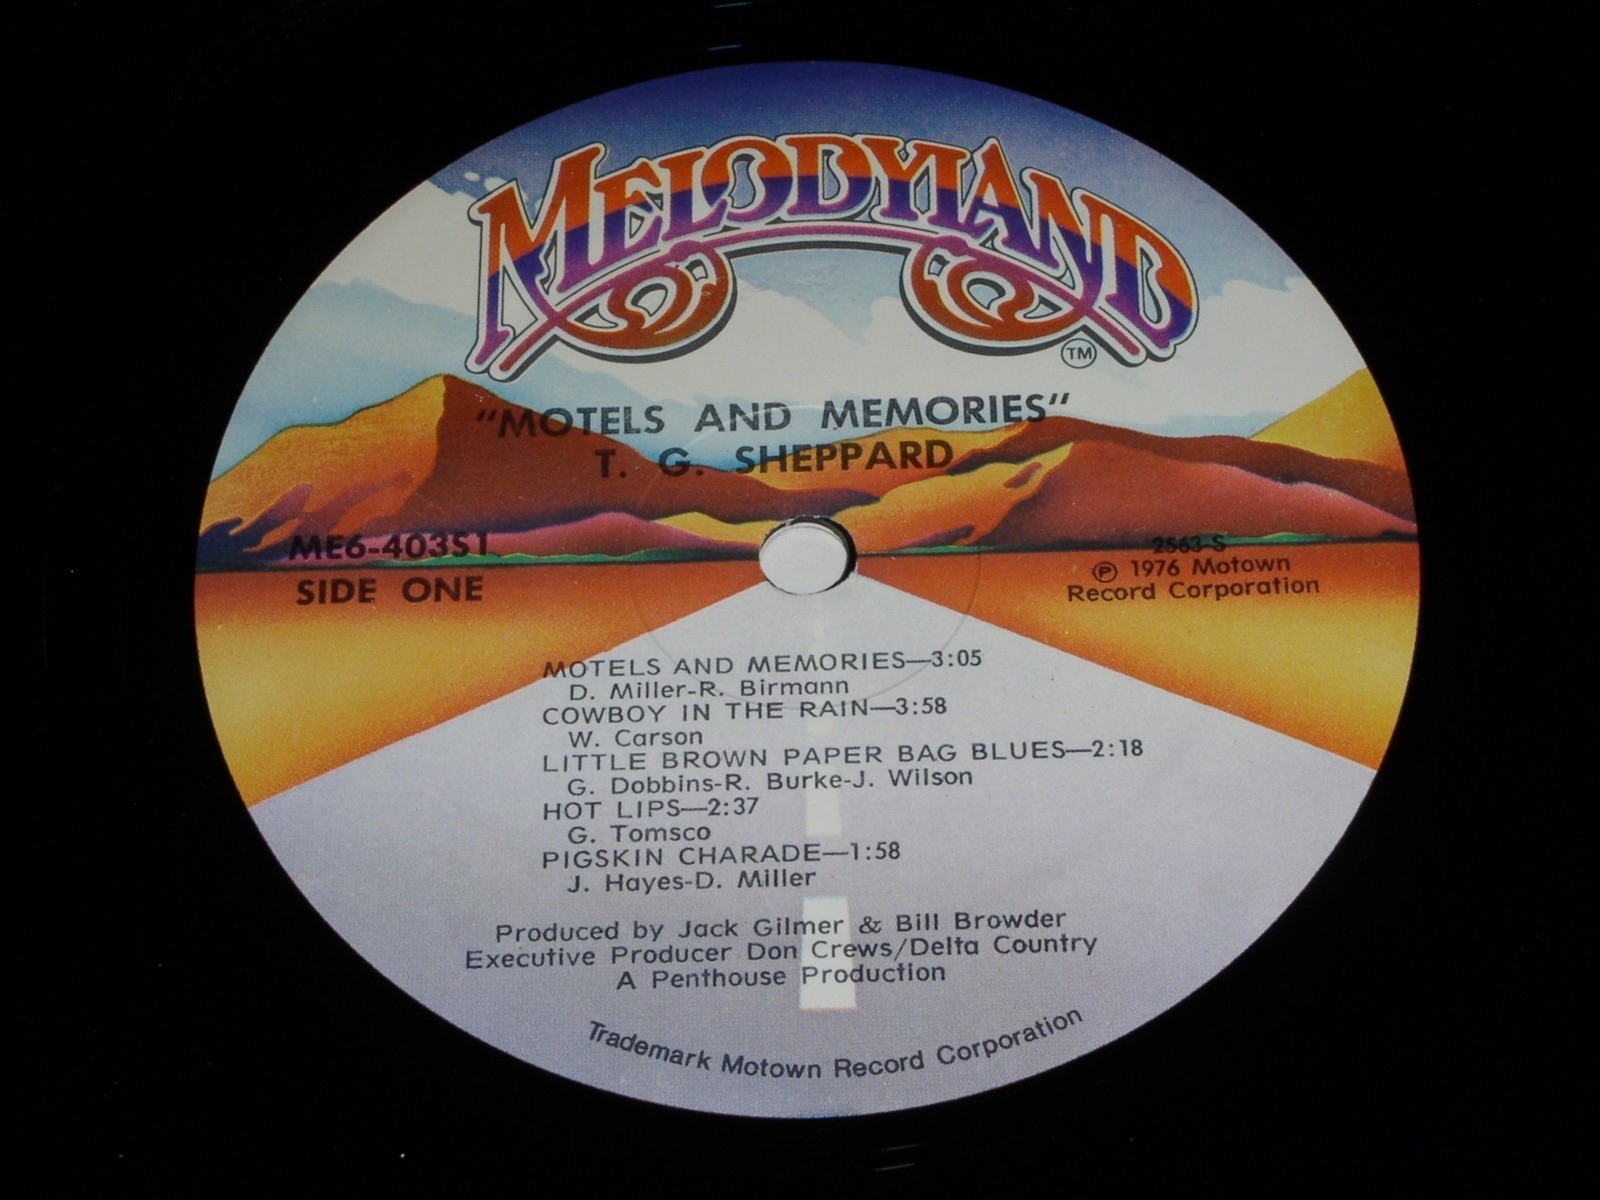 MELODYLAND
TM
"MOTELS AND MEMORIES"
T. G. SHEPPARD
ME6-403S1
SIDE ONE
2563-S
℗ 1976 Motown
Record Corporation
MOTELS AND MEMORIES—3:05
D. Miller-R. Birmann
COWBOY IN THE RAIN—3:58
W. Carson
LITTLE BROWN PAPER BAG BLUES—2:18
G. Dobbins-R. Burke-J. Wilson
HOT LIPS—2:37
G. Tomsco
PIGSKIN CHARADE—1:58
J. Hayes-D. Miller
Produced by Jack Gilmer & Bill Browder
Executive Producer Don Crews/Delta Country
A Penthouse Production
Trademark Motown Record Corporation